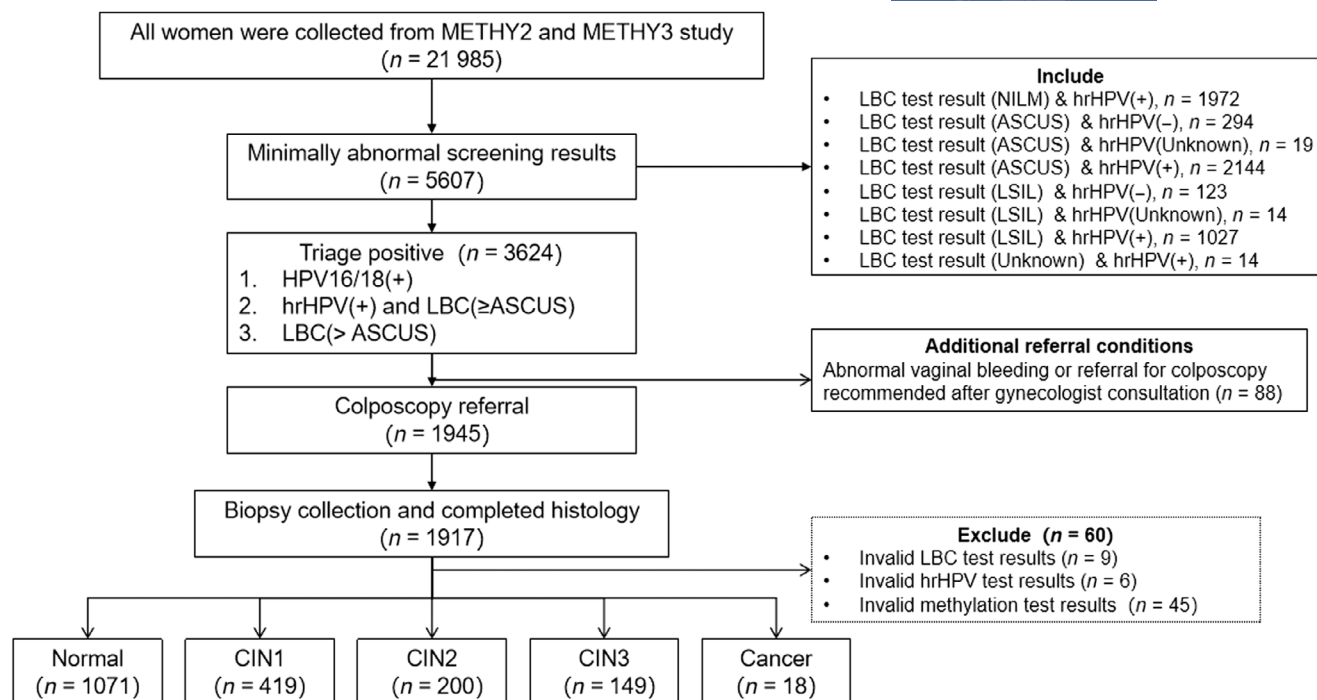 All women were collected from METHY2 and METHY3 study
(n = 21 985)
Include
• LBC test result (NILM) & hrHPV(+), n = 1972
• LBC test result (ASCUS) & hrHPV(–), n = 294
• LBC test result (ASCUS) & hrHPV(Unknown), n = 19
• LBC test result (ASCUS) & hrHPV(+), n = 2144
• LBC test result (LSIL) & hrHPV(–), n = 123
• LBC test result (LSIL) & hrHPV(Unknown), n = 14
• LBC test result (LSIL) & hrHPV(+), n = 1027
• LBC test result (Unknown) & hrHPV(+), n = 14
Minimally abnormal screening results
(n = 5607)
Triage positive (n = 3624)
1. HPV16/18(+)
2. hrHPV(+) and LBC(≥ASCUS)
3. LBC(> ASCUS)
Additional referral conditions
Abnormal vaginal bleeding or referral for colposcopy
recommended after gynecologist consultation (n = 88)
Colposcopy referral
(n = 1945)
Biopsy collection and completed histology
(n = 1917)
Exclude (n = 60)
• Invalid LBC test results (n = 9)
• Invalid hrHPV test results (n = 6)
• Invalid methylation test results (n = 45)
Normal
(n = 1071)
CIN1
(n = 419)
CIN2
(n = 200)
CIN3
(n = 149)
Cancer
(n = 18)